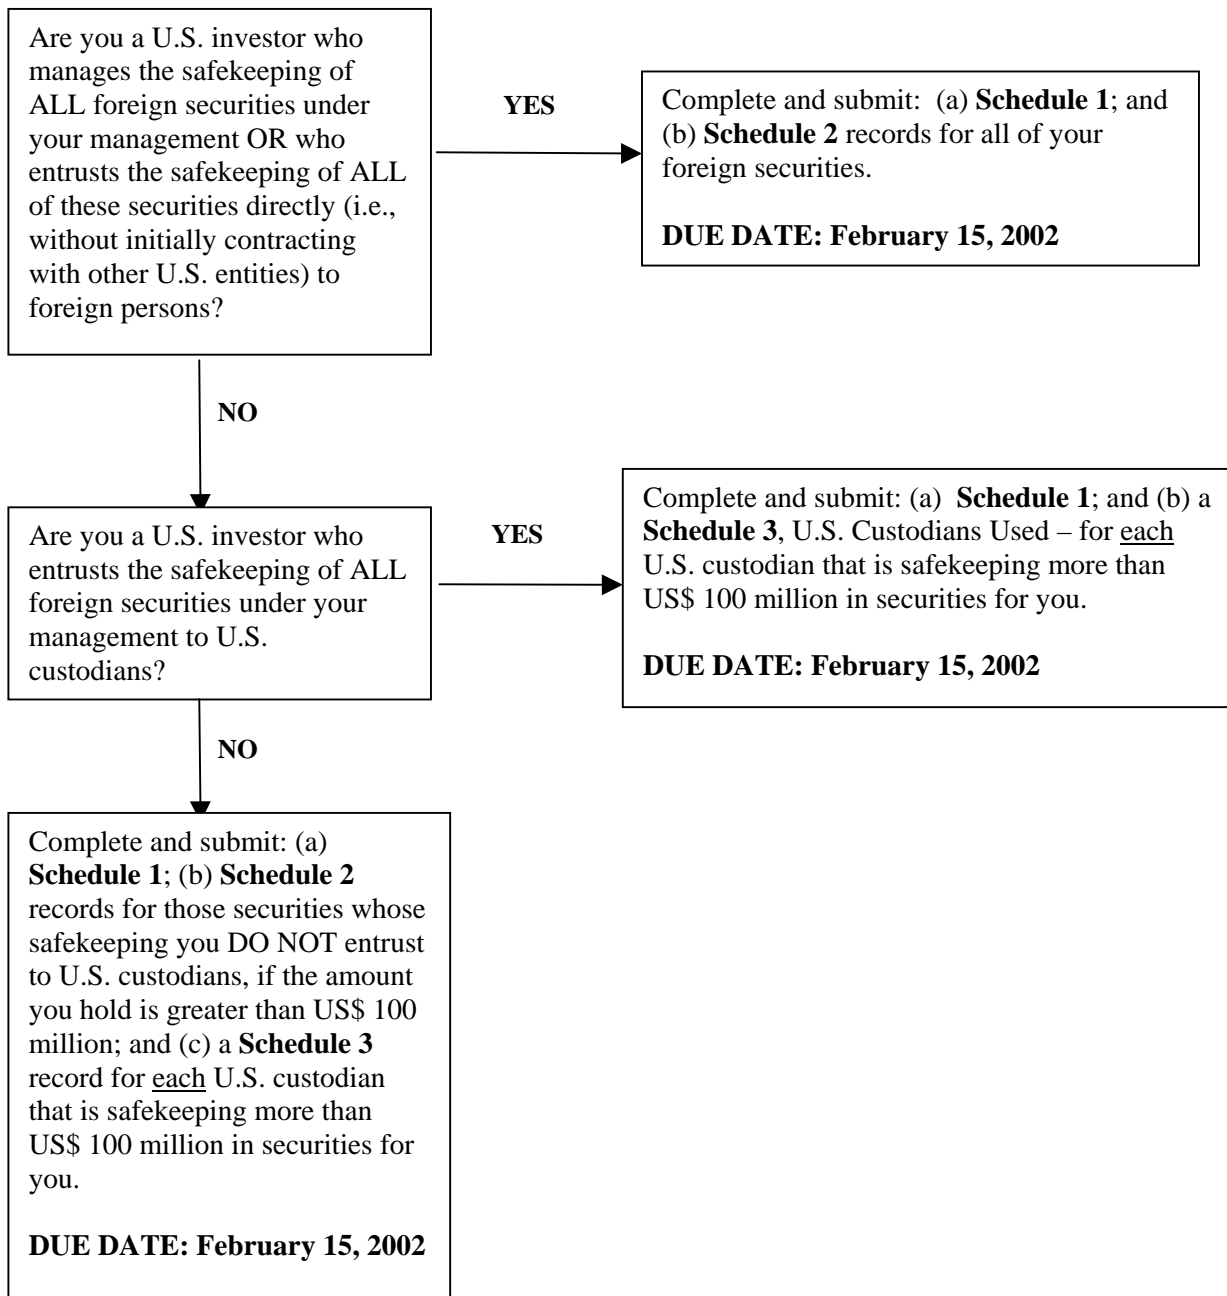 Are you a U.S. investor who
manages the safekeeping of
ALL foreign securities under
your management OR who
entrusts the safekeeping of ALL
of these securities directly (i.e.,
without initially contracting
with other U.S. entities) to
foreign persons?
YES
Complete and submit:  (a) Schedule 1; and
(b) Schedule 2 records for all of your
foreign securities.
DUE DATE: February 15, 2002
NO
Are you a U.S. investor who
entrusts the safekeeping of ALL
foreign securities under your
management to U.S.
custodians?
YES
Complete and submit: (a)  Schedule 1; and (b) a
Schedule 3, U.S. Custodians Used – for each
U.S. custodian that is safekeeping more than
US$ 100 million in securities for you.
DUE DATE: February 15, 2002
NO
Complete and submit: (a)
Schedule 1; (b) Schedule 2
records for those securities whose
safekeeping you DO NOT entrust
to U.S. custodians, if the amount
you hold is greater than US$ 100
million; and (c) a Schedule 3
record for each U.S. custodian
that is safekeeping more than
US$ 100 million in securities for
you.
DUE DATE: February 15, 2002